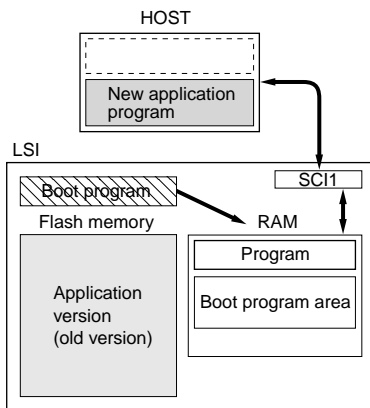 HOST
New application
program
LSI
SCI1
Boot program
Flash memory
RAM
Program
Application
version
(old version)
Boot program area